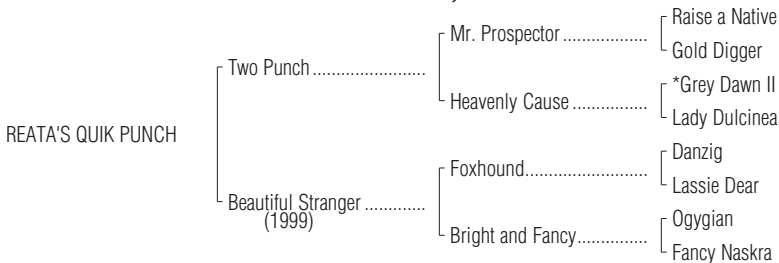 Raise a Native
Mr. Prospector ..................
Gold Digger
Two Punch ........................
*Grey Dawn II
Heavenly Cause ................
Lady Dulcinea
REATA'S QUIK PUNCH
Danzig
Foxhound..........................
Lassie Dear
Beautiful Stranger .............
(1999)
Ogygian
Bright and Fancy...............
Fancy Naskra